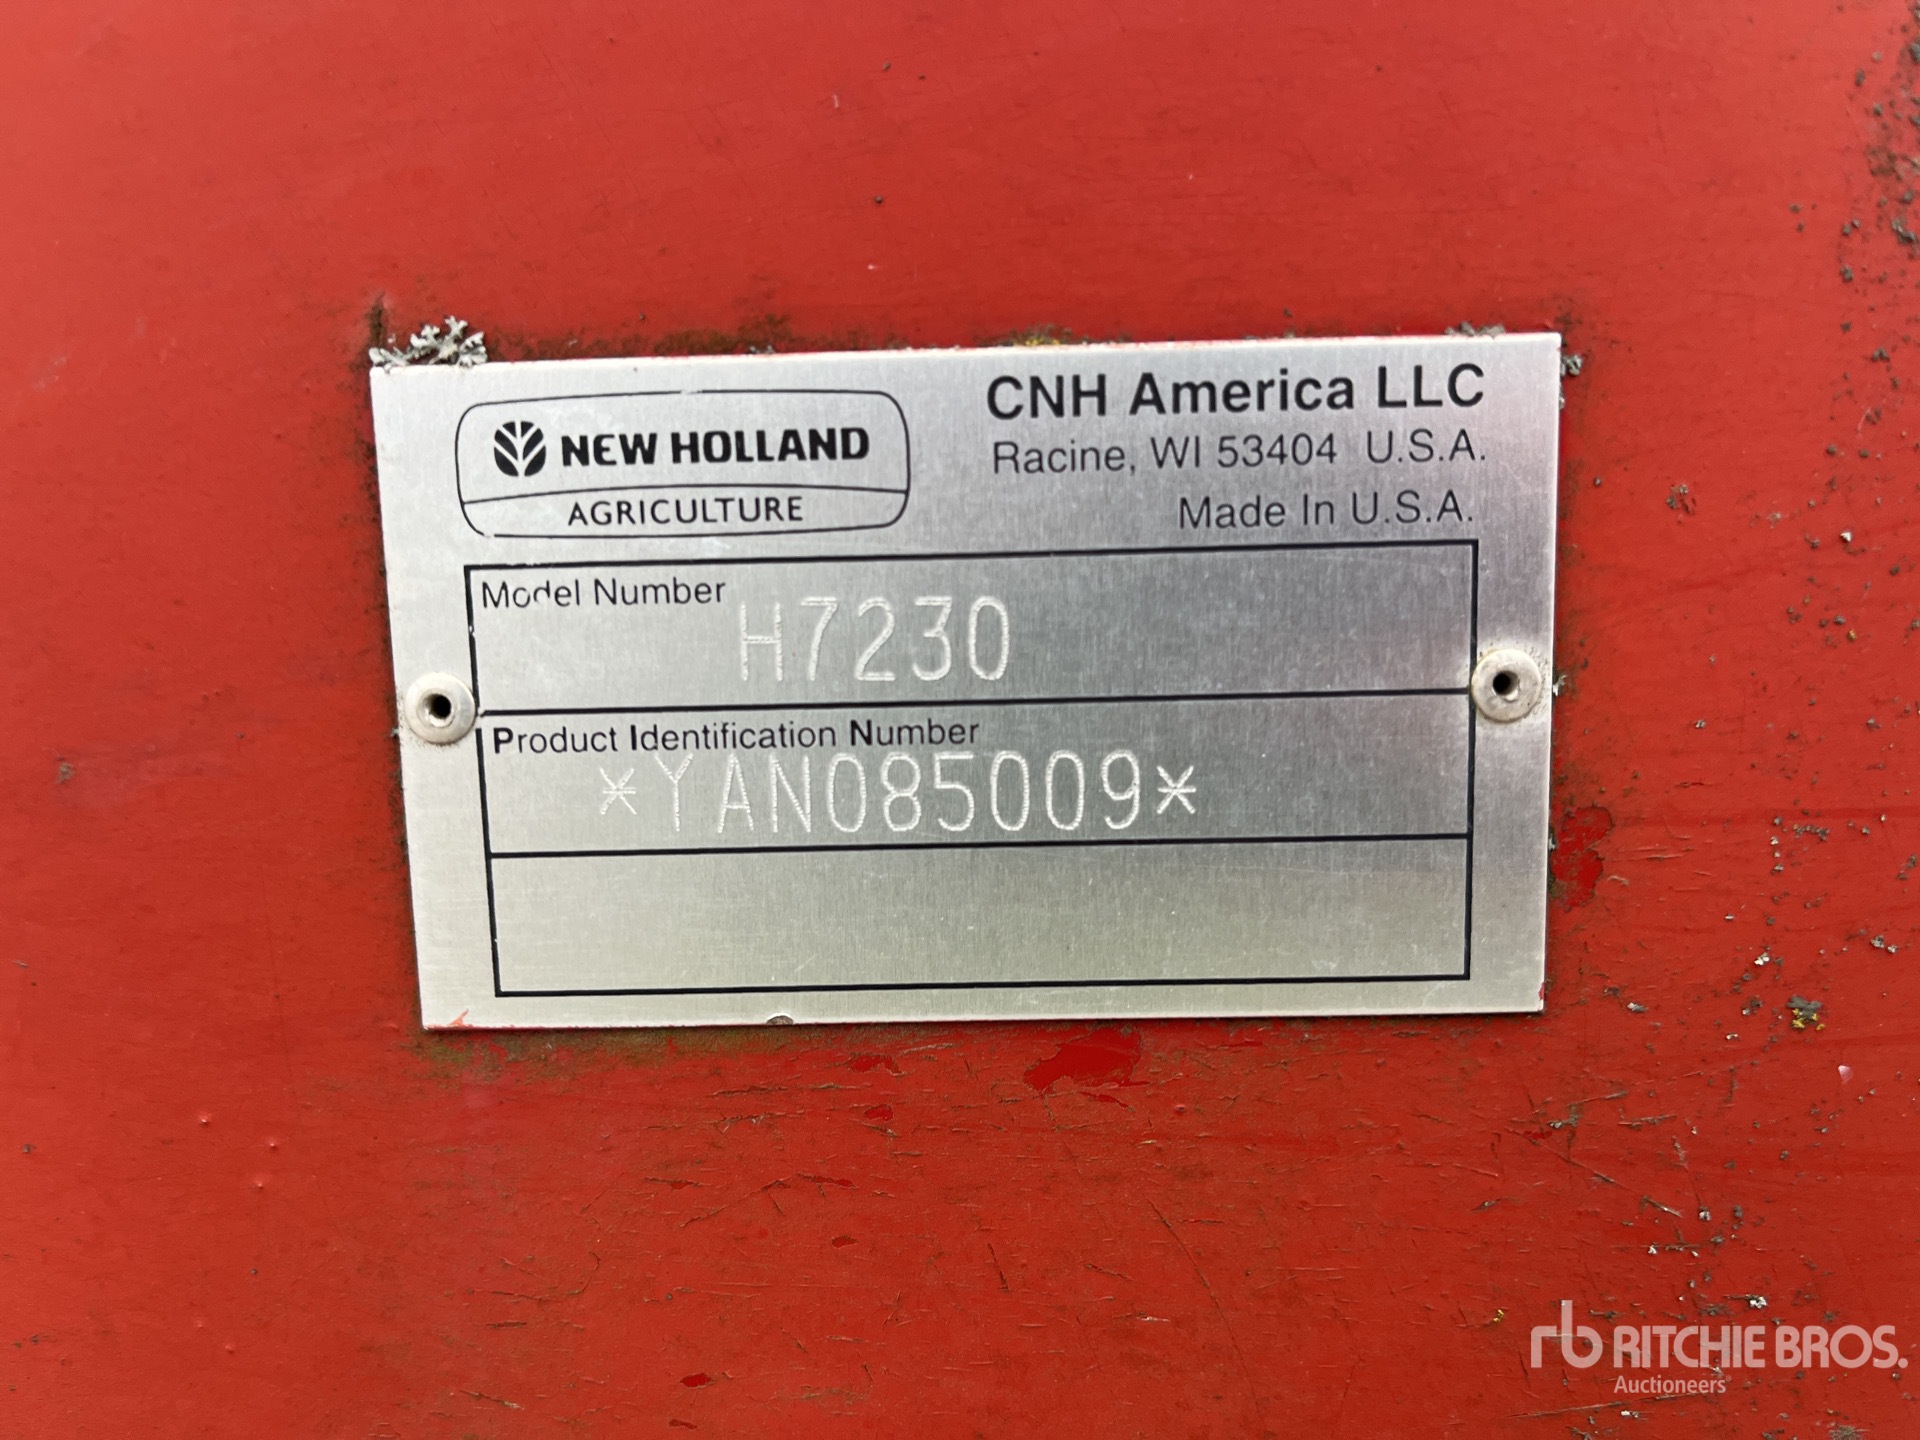 NEW HOLLAND
AGRICULTURE
CNH America LLC
Racine, WI 53404 U.S.A.
Made In U.S.A.
Model Number
H7230
Product Identification Number
*YAN085009*
rb RITCHIE BROS.
Auctioneers